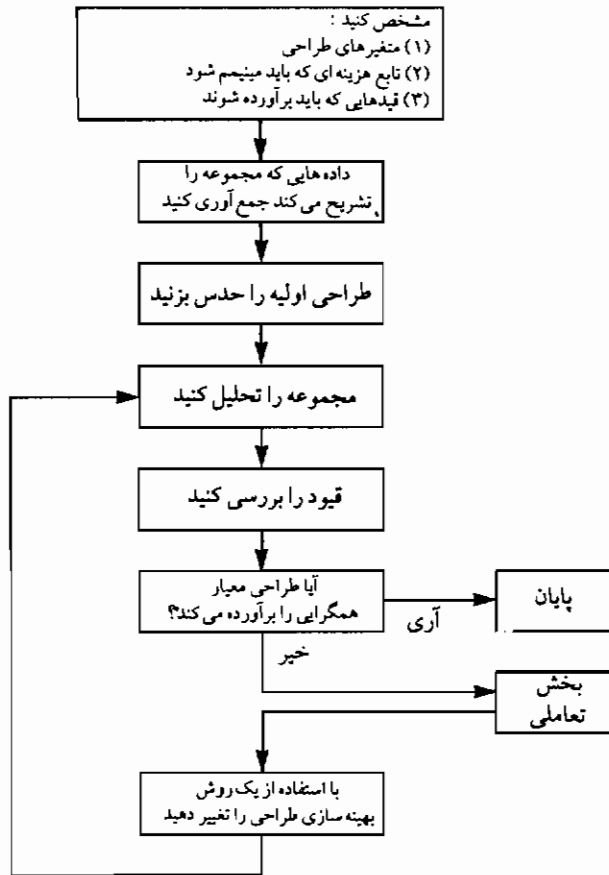 مشخص کنید :
(۱) متغیرهای طراحی
(۲) تابع هزینه ای که باید مینیمم شود
(۳) قیدهایی که باید برآورده شوند
داده هایی که مجموعه را
تشریح می کند جمع آوری کنید
طراحی اولیه را حدس بزنید
مجموعه را تحلیل کنید
قیود را بررسی کنید
آیا طراحی معیار
همگرایی را برآورده می کند؟
آری
پایان
خیر
بخش
تعاملی
با استفاده از یک روش
بهینه سازی طراحی را تغییر دهید